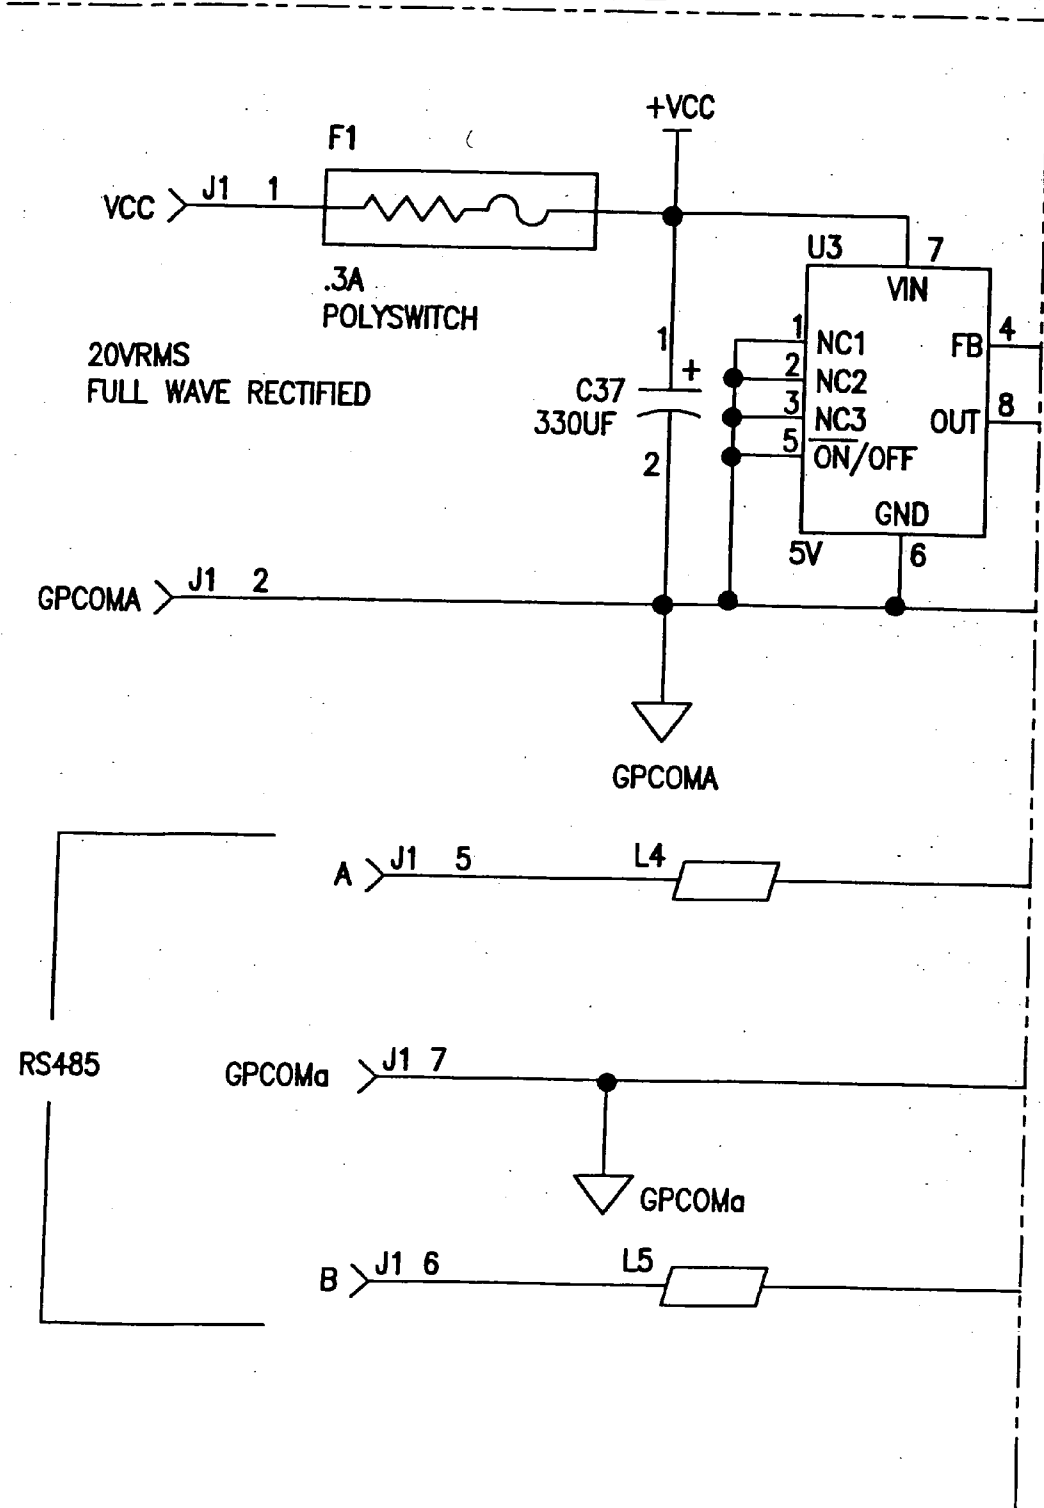 +VCC
F1
VCC J1 1
.3A
POLYSWITCH
20VRMS
FULL WAVE RECTIFIED
U3 7
VIN
1 NC1
2 NC2
3 NC3
5 ON/OFF
FB 4
OUT 8
GND
5V 6
1
+
C37
330UF
2
GPCOMA J1 2
GPCOMA
A J1 5 L4
RS485
GPCOMa J1 7
GPCOMa
B J1 6 L5